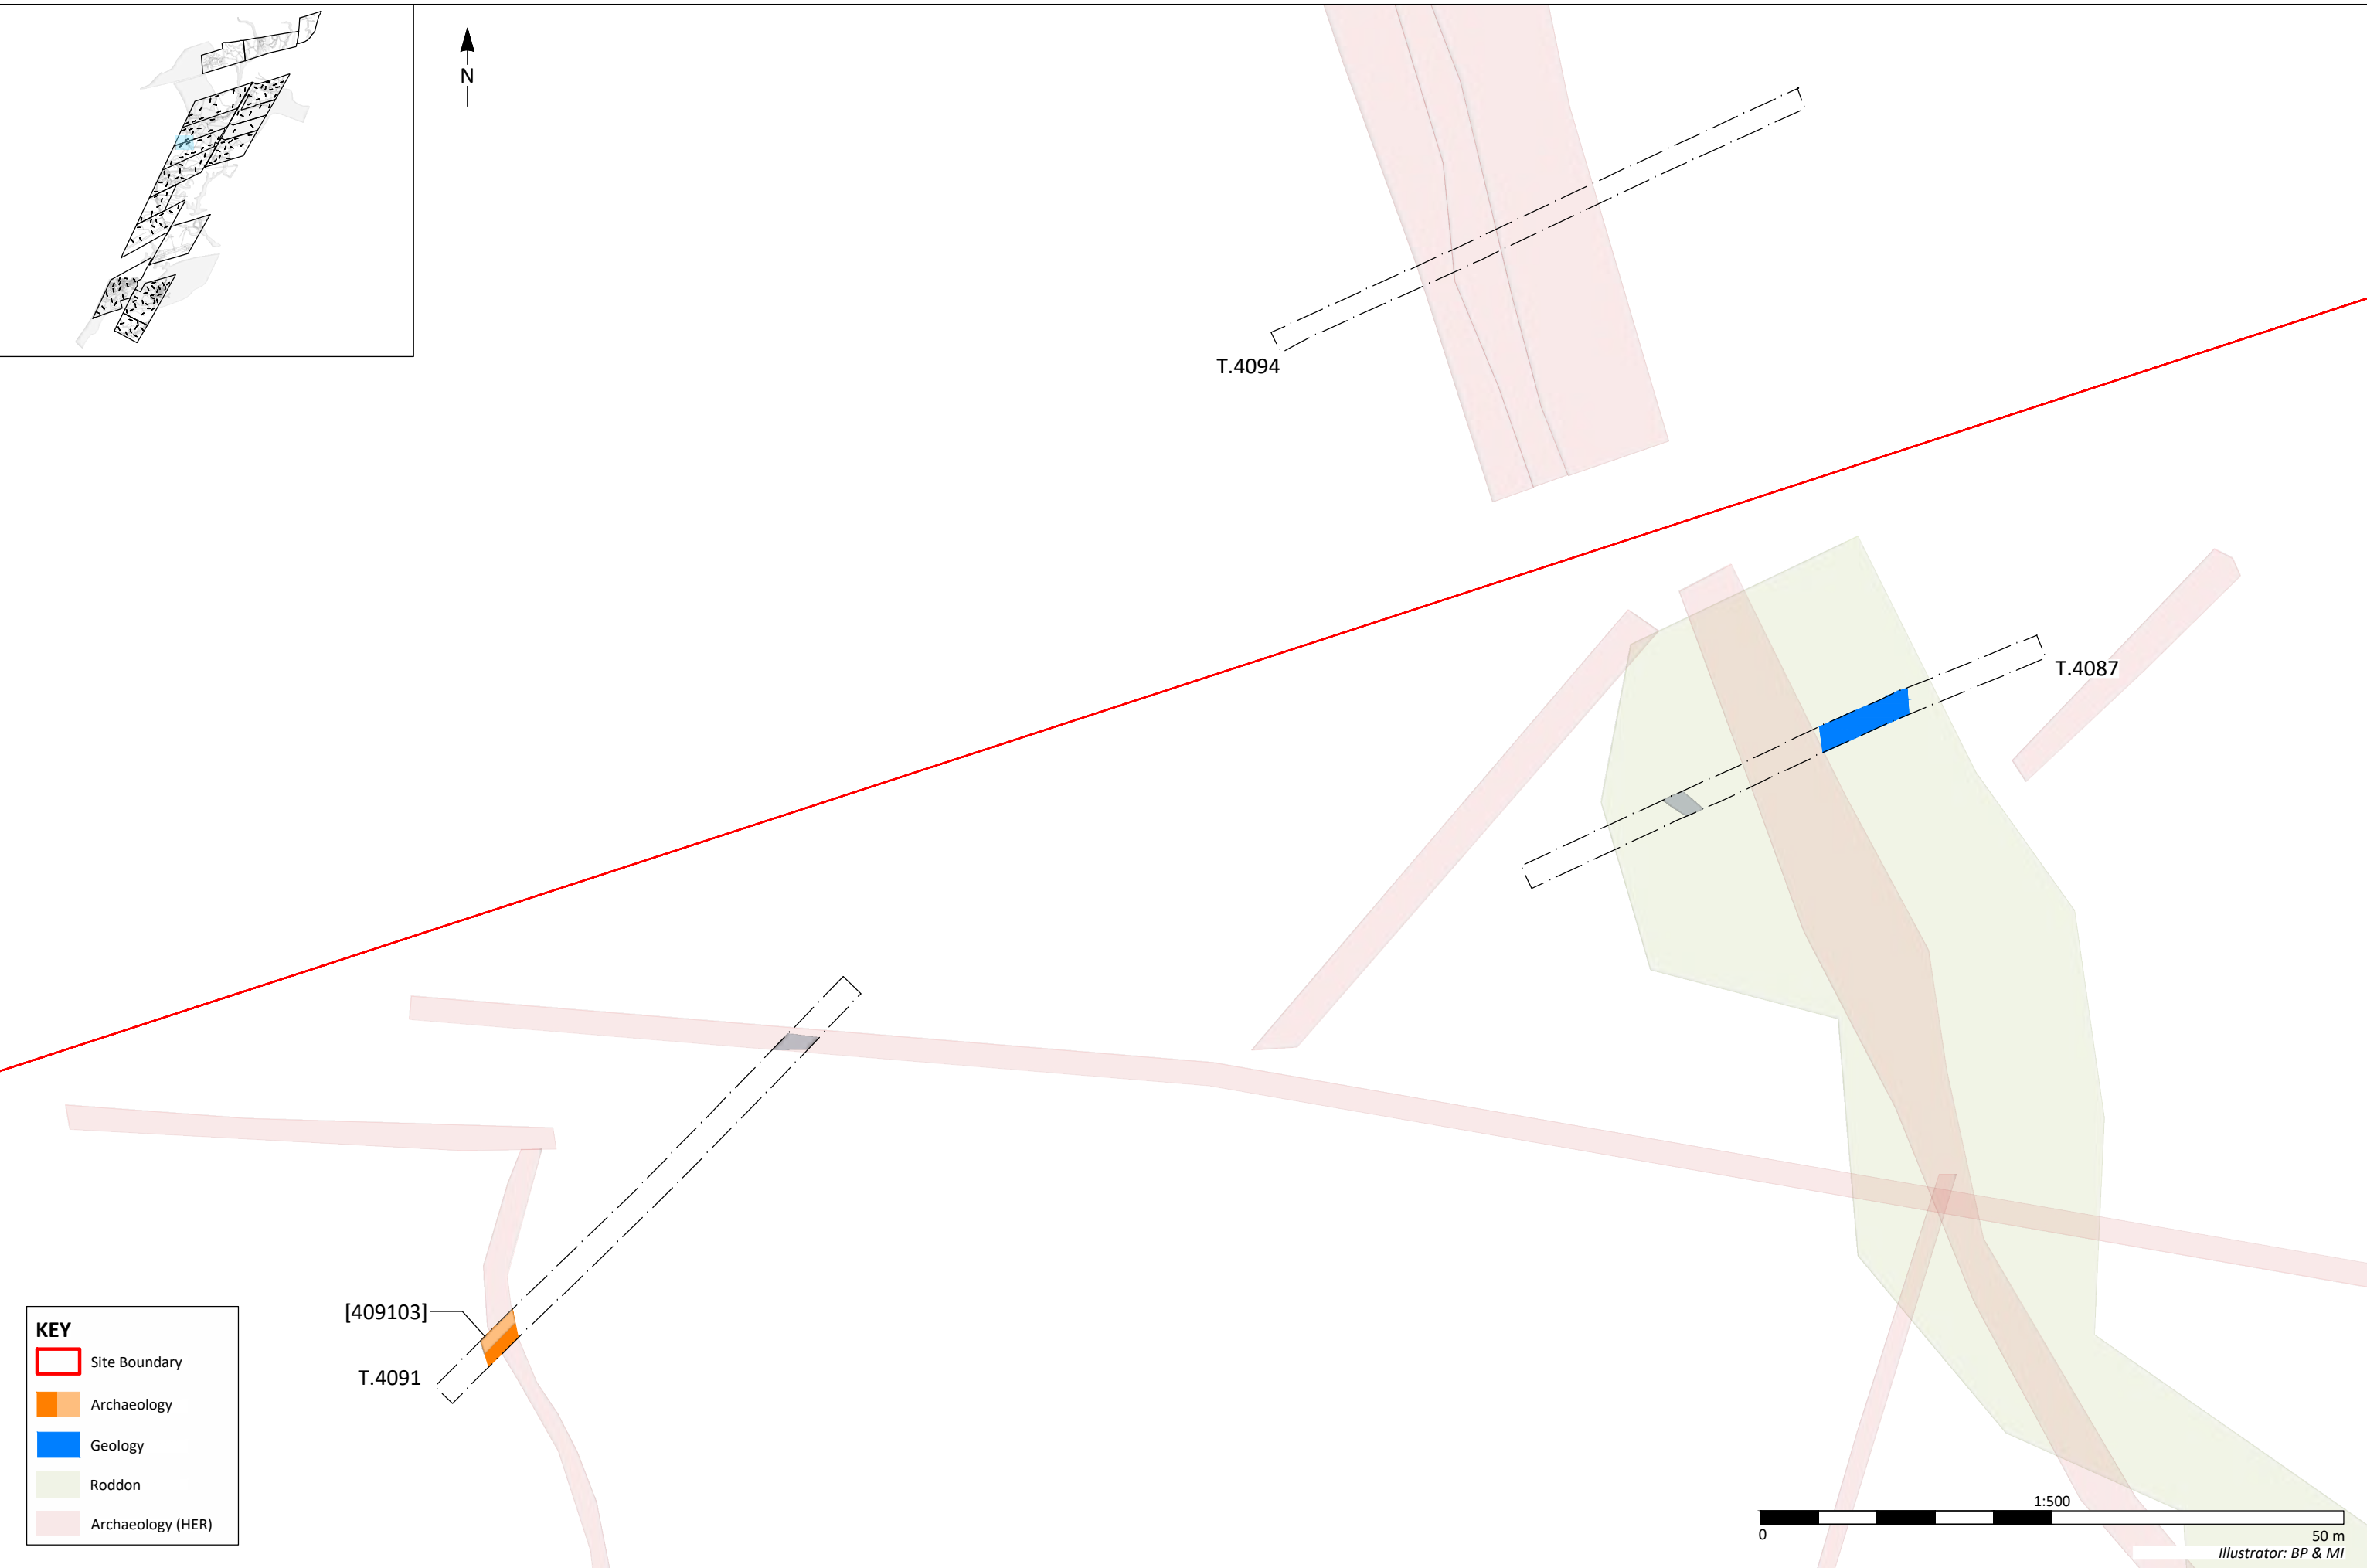 N
T.4094
T.4087
[409103]
T.4091
KEY
Site Boundary
Archaeology
Geology
Roddon
Archaeology (HER)
1:500
0
50 m
Illustrator: BP & MI